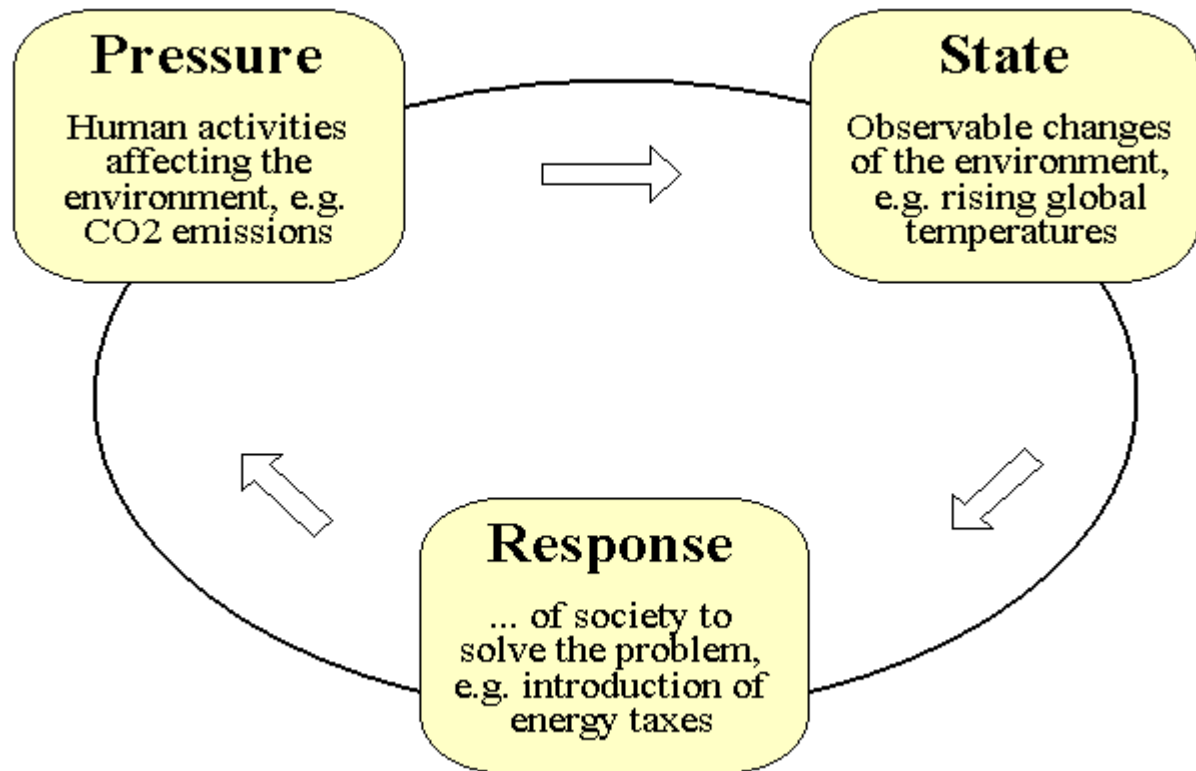 Pressure
Human activities
affecting the
environment, e.g.
CO2 emissions
State
Observable changes
of the environment,
e.g. rising global
temperatures
Response
... of society to
solve the problem,
e.g. introduction of
energy taxes